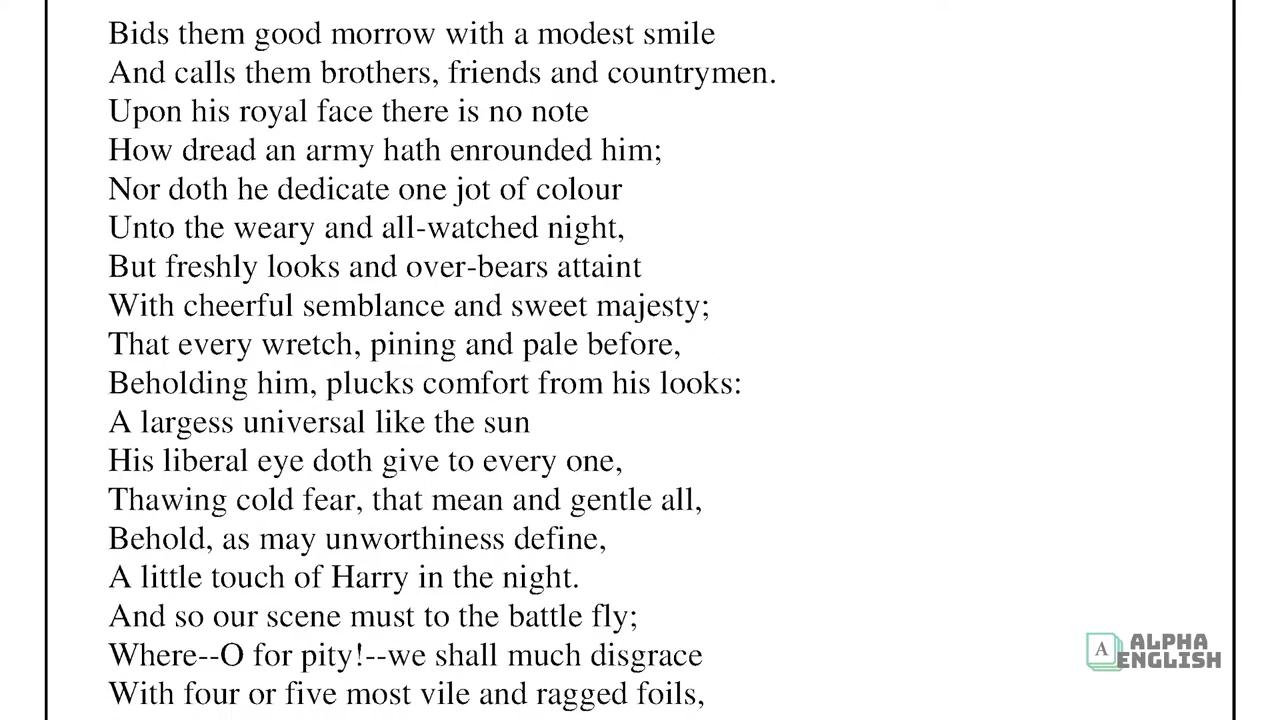 Bids them good morrow with a modest smile
And calls them brothers, friends and countrymen.
Upon his royal face there is no note
How dread an army hath enrounded him;
Nor doth he dedicate one jot of colour
Unto the weary and all-watched night,
But freshly looks and over-bears attaint
With cheerful semblance and sweet majesty;
That every wretch, pining and pale before,
Beholding him, plucks comfort from his looks:
A largess universal like the sun
His liberal eye doth give to every one,
Thawing cold fear, that mean and gentle all,
Behold, as may unworthiness define,
A little touch of Harry in the night.
And so our scene must to the battle fly;
Where--O for pity!--we shall much disgrace
With four or five most vile and ragged foils,
A
ALPHA
ENGLISH